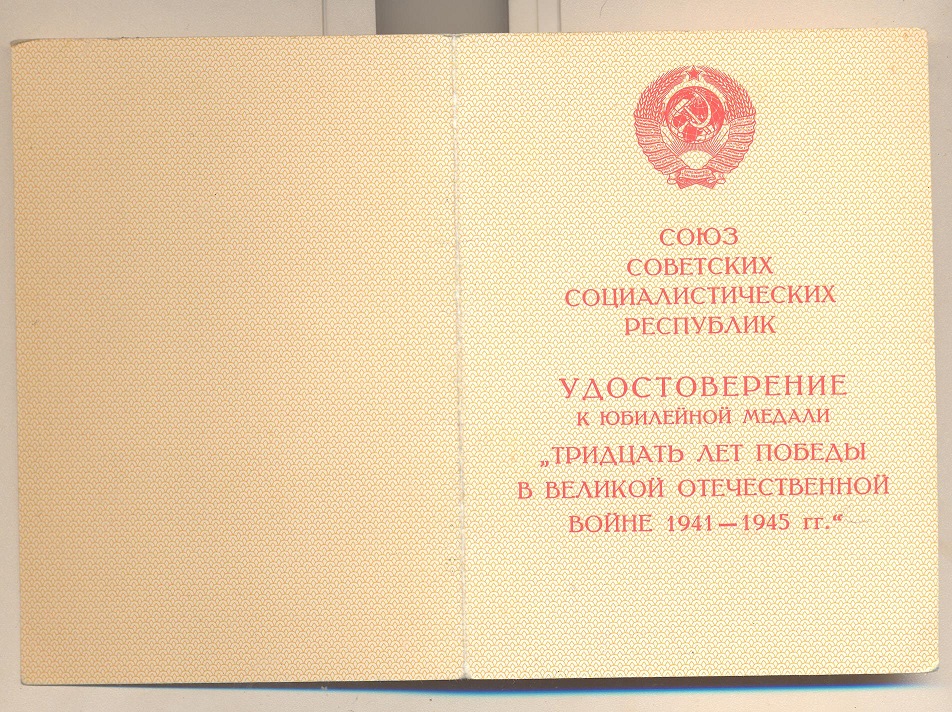 СОЮЗ
СОВЕТСКИХ
СОЦИАЛИСТИЧЕСКИХ
РЕСПУБЛИК
УДОСТОВЕРЕНИЕ
К ЮБИЛЕЙНОЙ МЕДАЛИ
„ТРИДЦАТЬ ЛЕТ ПОБЕДЫ
В ВЕЛИКОЙ ОТЕЧЕСТВЕННОЙ
ВОЙНЕ 1941—1945 гг.“